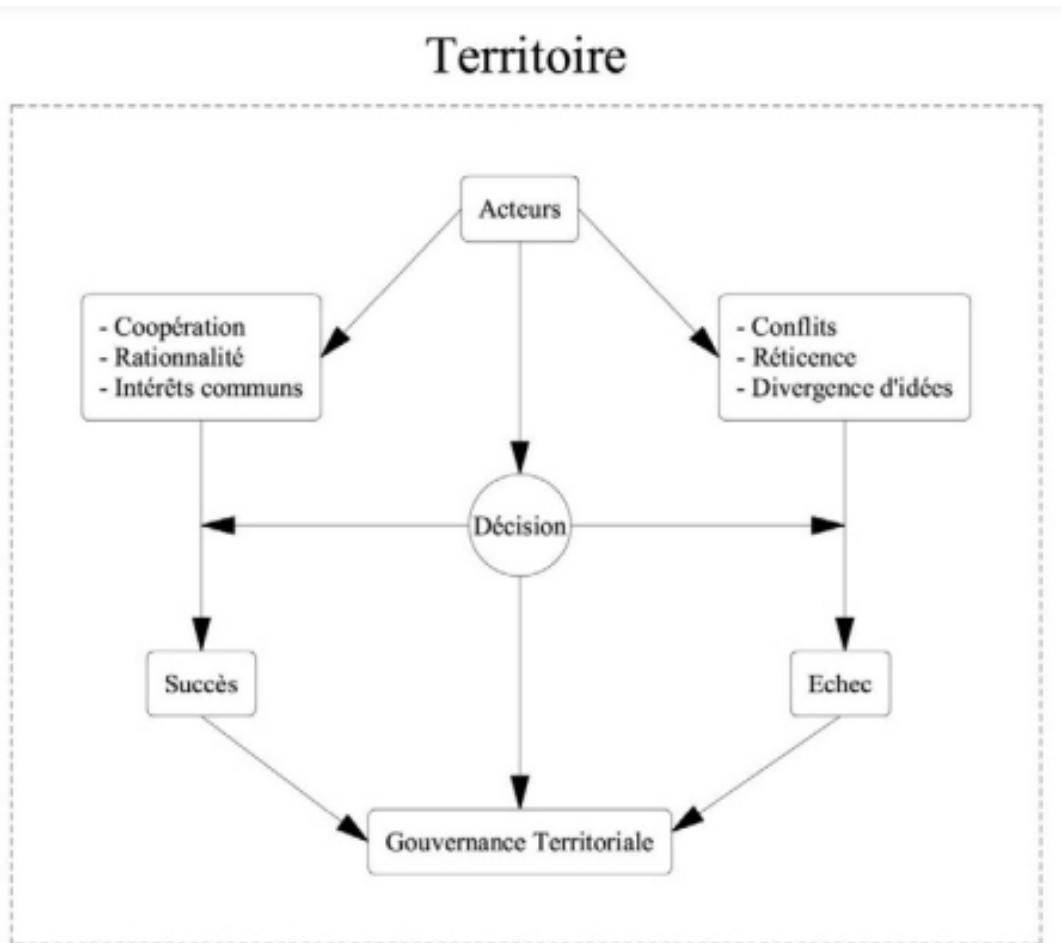 Territoire
Acteurs
- Coopération
- Rationnalité
- Intérêts communs
- Conflits
- Réticence
- Divergence d'idées
Décision
Succès
Echec
Gouvernance Territoriale